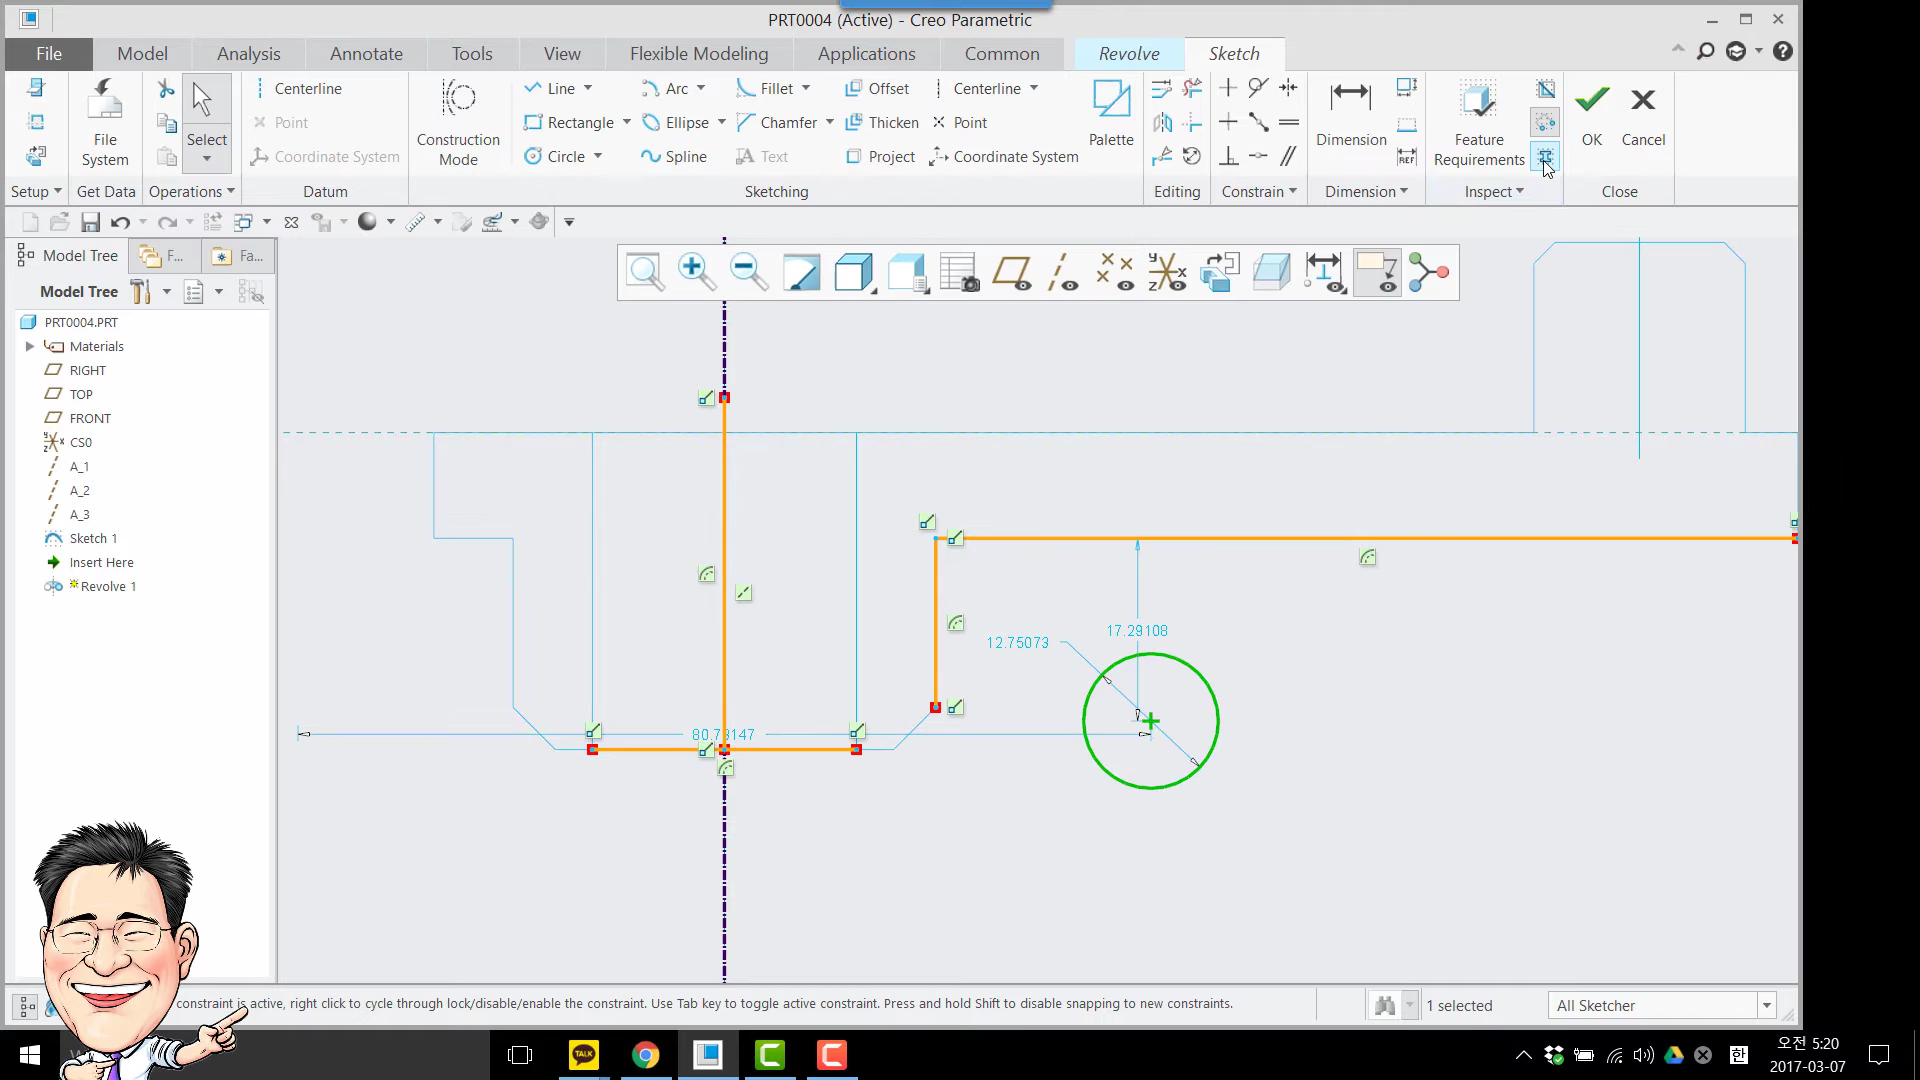 PRT0004 (Active) - Creo Parametric
File
Model
Analysis
Annotate
Tools
View
Flexible Modeling
Applications
Common
Revolve
Sketch
File
System
Select
Centerline
Point
Coordinate System
Construction
Mode
Line
Arc
Fillet
Offset
Centerline
Rectangle
Ellipse
Chamfer
Thicken
Point
Circle
Spline
Text
Project
Coordinate System
Palette
Dimension
REF
Feature
Requirements
OK
Cancel
Setup
Get Data
Operations
Datum
Sketching
Editing
Constrain
Dimension
Inspect
Close
Model Tree
F...
Fa...
Model Tree
PRT0004.PRT
Materials
RIGHT
TOP
FRONT
CS0
A_1
A_2
A_3
Sketch 1
Insert Here
Revolve 1
12.75073
17.29108
constraint is active, right click to cycle through lock/disable/enable the constraint. Use Tab key to toggle active constraint. Press and hold Shift to disable snapping to new constraints.
1 selected
All Sketcher
TALK
한
오전 5:20
2017-03-07